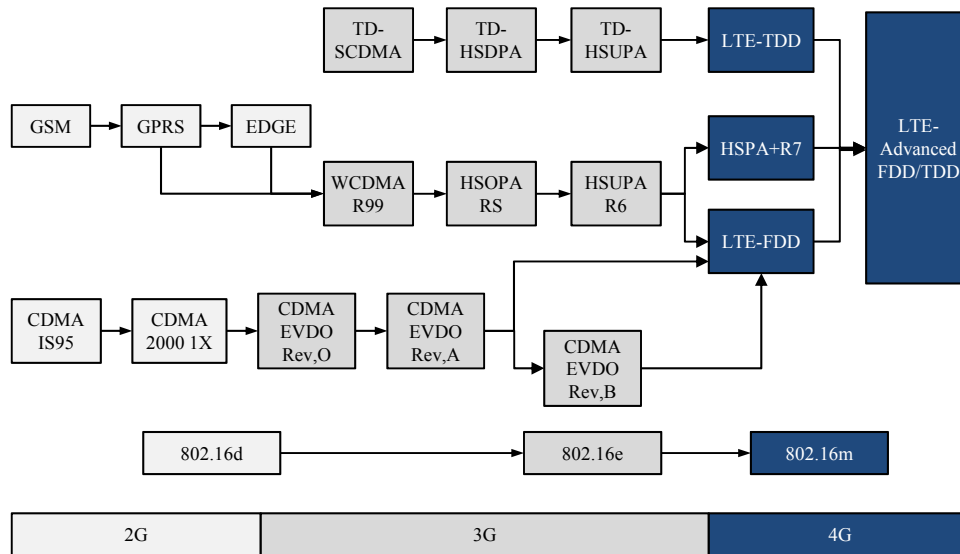 TD-
SCDMA
TD-
HSDPA
TD-
HSUPA
LTE-TDD
GSM
GPRS
EDGE
HSPA+R7
LTE-
Advanced
FDD/TDD
WCDMA
R99
HSOPA
RS
HSUPA
R6
LTE-FDD
CDMA
IS95
CDMA
2000 1X
CDMA
EVDO
Rev,O
CDMA
EVDO
Rev,A
CDMA
EVDO
Rev,B
802.16d
802.16e
802.16m
2G
3G
4G